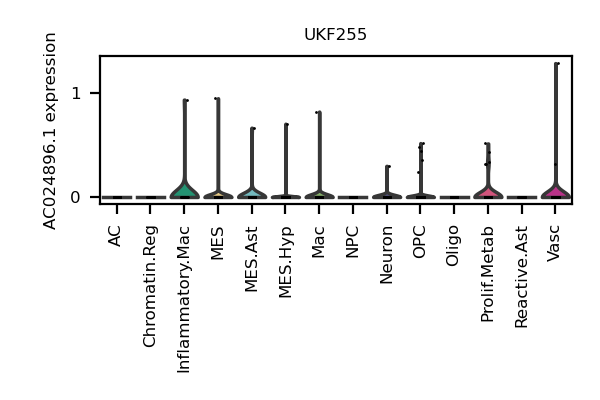 UKF255
AC024896.1 expression
1
0
AC
Chromatin.Reg
Inflammatory.Mac
MES
MES.Ast
MES.Hyp
Mac
NPC
Neuron
OPC
Oligo
Prolif.Metab
Reactive.Ast
Vasc